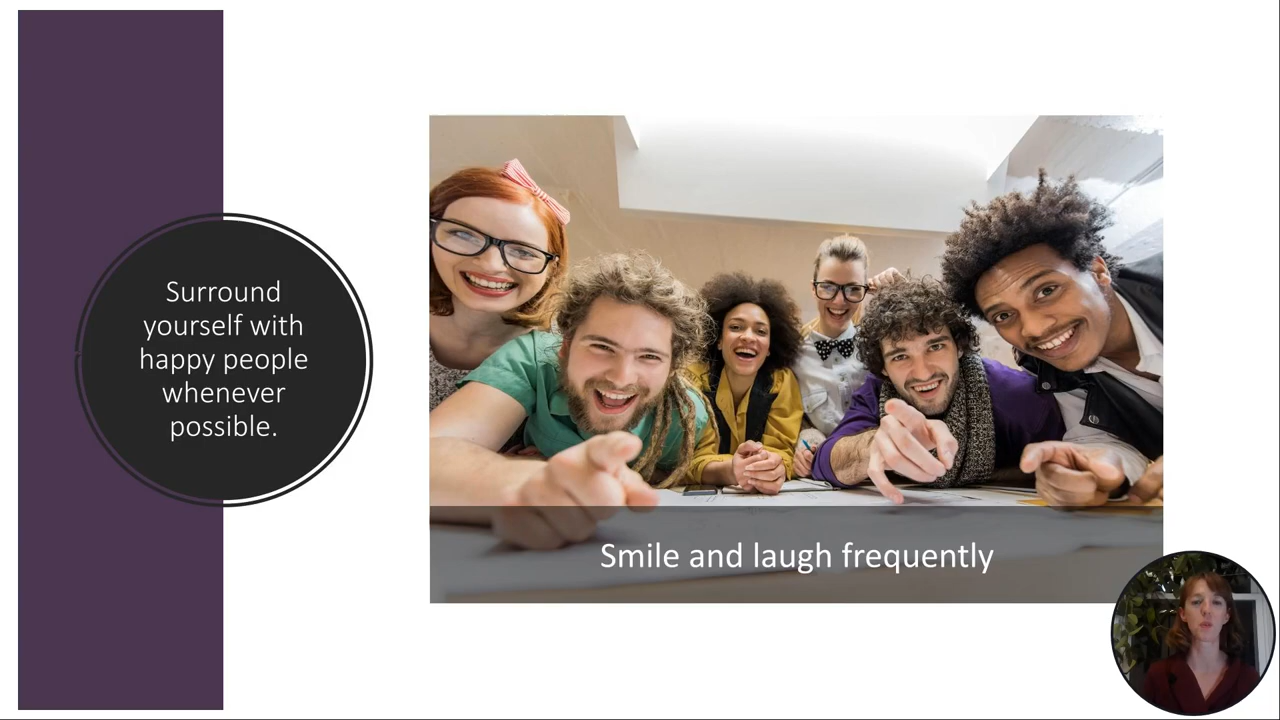 Surround
yourself with
happy people
whenever
possible.
Smile and laugh frequently